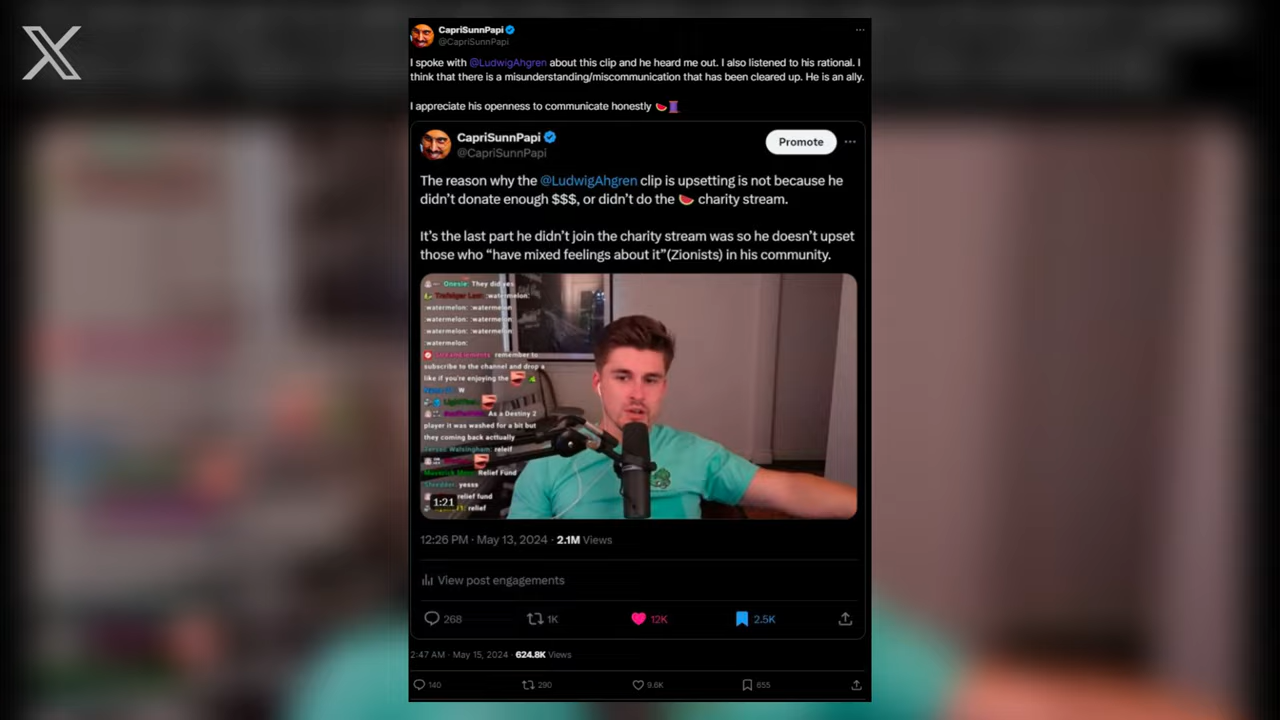 CapriSunnPapi
@CapriSunnPapi
I spoke with @LudwigAhgren about this clip and he heard me out. I also listened to his rational. I
think that there is a misunderstanding/miscommunication that has been cleared up. He is an ally.
I appreciate his openness to communicate honestly 🍉🧵
CapriSunnPapi
@CapriSunnPapi
Promote
The reason why the @LudwigAhgren clip is upsetting is not because he
didn't donate enough $$$, or didn't do the 🍉 charity stream.
It's the last part he didn't join the charity stream was so he doesn't upset
those who "have mixed feelings about it"(Zionists) in his community.
Onesie: They did yes
:watermelon:
:watermelon: :watermelon:
:watermelon: :watermelon:
:watermelon: :watermelon:
:watermelon:
remember to
subscribe to the channel and drop a
like if you're enjoying the
W
As a Destiny 2
player it was washed for a bit but
they coming back acttually
releif
Relief Fund
yesss
relief fund
relief
1:21
12:26 PM · May 13, 2024 · 2.1M Views
View post engagements
268 1K 12K 2.5K
2:47 AM · May 15, 2024 · 624.8K Views
140 290 9.6K 655